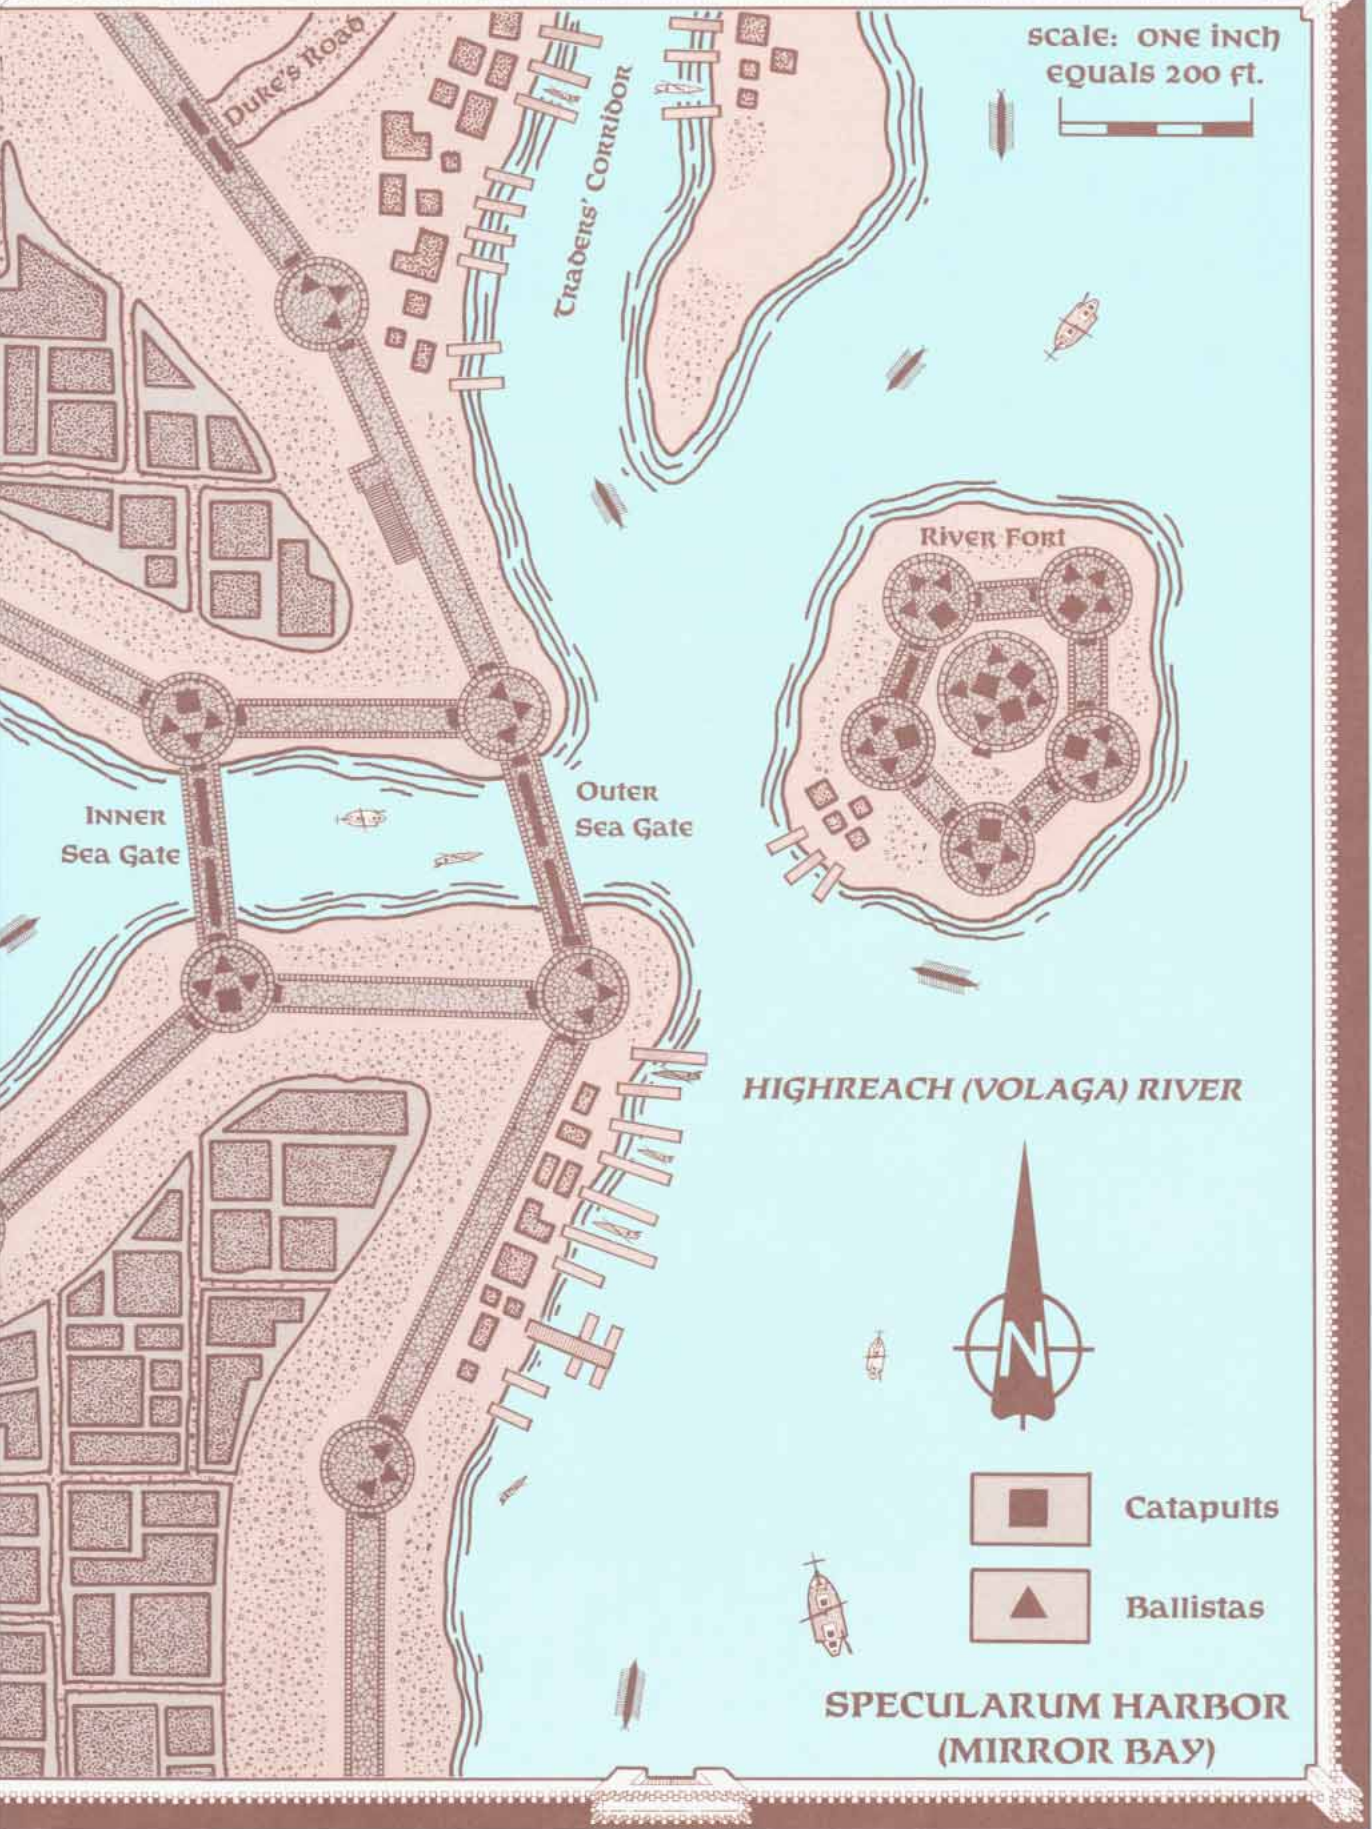 SCALE: ONE INCH
EQUALS 200 FT.
DUKE'S ROAD
TRADERS' CORRIDOR
RIVER FORT
OUTER
SEA GATE
INNER
SEA GATE
HIGHREACH (VOLAGA) RIVER
N
Catapults
Ballistas
SPECULARUM HARBOR
(MIRROR BAY)